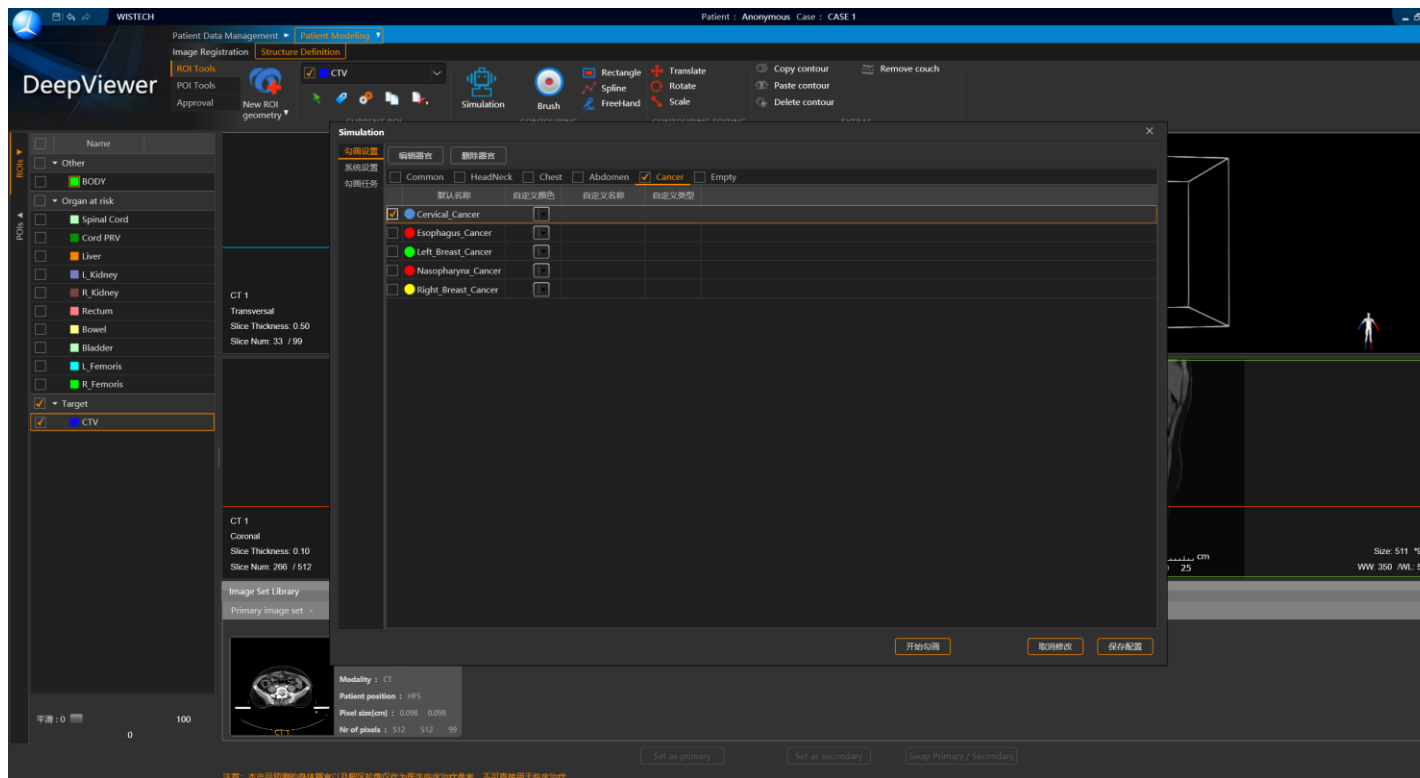 WISTECH
Patient : Anonymous Case : CASE 1
Patient Data Management Patient Modeling
Image Registration Structure Definition
DeepViewer
ROI Tools
POI Tools
Approval
New ROI
geometry
CTV
Simulation
Brush
Rectangle
Spline
FreeHand
Translate
Rotate
Scale
Copy contour
Paste contour
Delete contour
Remove couch
CURRENT ROI
CONTOURING
CONTOURING EDITING
EXTRAS
ROIs
POIs
Name
Other
BODY
Organ at risk
Spinal Cord
Cord PRV
Liver
L_Kidney
R_Kidney
Rectum
Bowel
Bladder
L_Femoris
R_Femoris
Target
CTV
平滑 : 0 100
0
CT 1
Transversal
Slice Thickness: 0.50
Slice Num: 33 / 99
CT 1
Coronal
Slice Thickness: 0.10
Slice Num: 266 / 512
Simulation
勾画设置
系统设置
勾画任务
编辑器官 删除器官
Common HeadNeck Chest Abdomen Cancer Empty
默认名称 自定义颜色 自定义名称 自定义类型
Cervical_Cancer
Esophagus_Cancer
Left_Breast_Cancer
Nasopharynx_Cancer
Right_Breast_Cancer
开始勾画 取消修改 保存配置
cm
25
Size: 511
WW: 350 /WL:
Image Set Library
Primary image set -
CT 1
Modality : CT
Patient position : HFS
Pixel size[cm] : 0.098 0.098
Nr of pixels : 512 512 99
Set as primary Set as secondary Swap Primary / Secondary